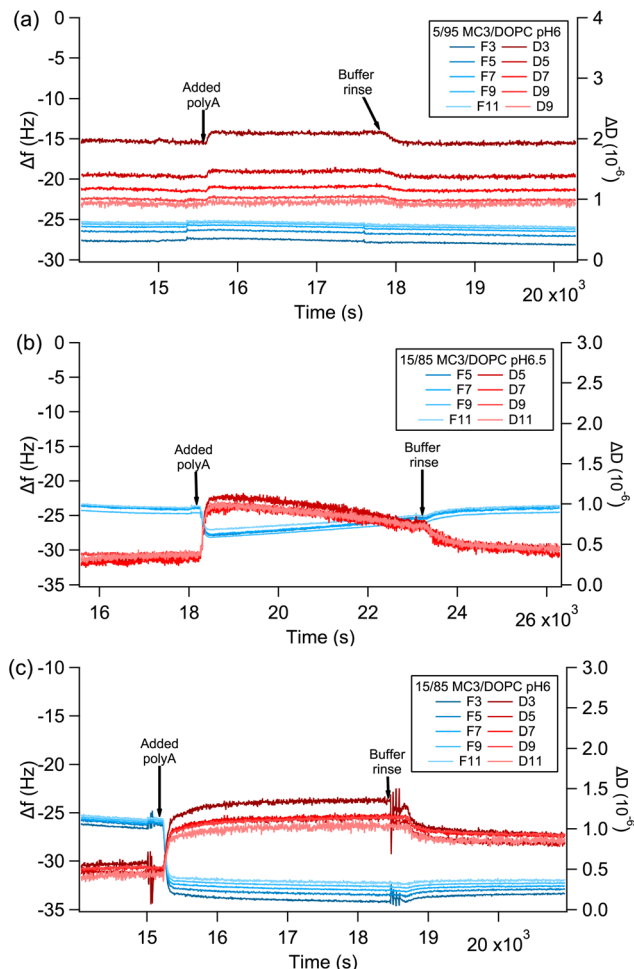 (a)
0
-5
-10
-15
-20
-25
-30
Δf (Hz)
4
3
2
1
0
ΔD (10⁻⁶)
5/95 MC3/DOPC pH6
F3 D3
F5 D5
F7 D7
F9 D9
F11 D9
Added
polyA
Buffer
rinse
15 16 17 18 19 20 x10³
Time (s)
(b)
0
-5
-10
-15
-20
-25
-30
-35
Δf (Hz)
3.0
2.5
2.0
1.5
1.0
0.5
0.0
ΔD (10⁻⁶)
15/85 MC3/DOPC pH6.5
F5 D5
F7 D7
F9 D9
F11 D11
Added
polyA
Buffer
rinse
16 18 20 22 24 26 x10³
Time (s)
(c)
-10
-15
-20
-25
-30
-35
Δf (Hz)
3.0
2.5
2.0
1.5
1.0
0.5
0.0
ΔD (10⁻⁶)
15/85 MC3/DOPC pH6
F3 D3
F5 D5
F7 D7
F9 D9
F11 D11
Added
polyA
Buffer
rinse
15 16 17 18 19 20 x10³
Time (s)